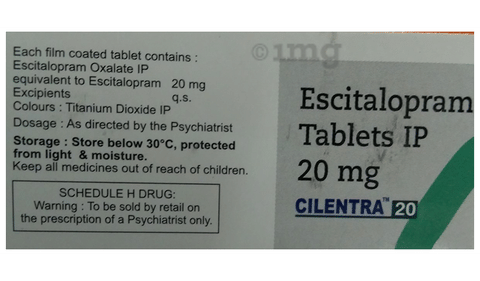 Each film coated tablet contains :
Escitalopram Oxalate IP
equivalent to Escitalopram 20 mg
Excipients q.s.
Colours : Titanium Dioxide IP
Dosage : As directed by the Psychiatrist
Storage : Store below 30°C, protected
from light & moisture.
Keep all medicines out of reach of children.
SCHEDULE H DRUG:
Warning : To be sold by retail on
the prescription of a Psychiatrist only.
©1mg
Escitalopram
Tablets IP
20 mg
CILENTRA™ 20